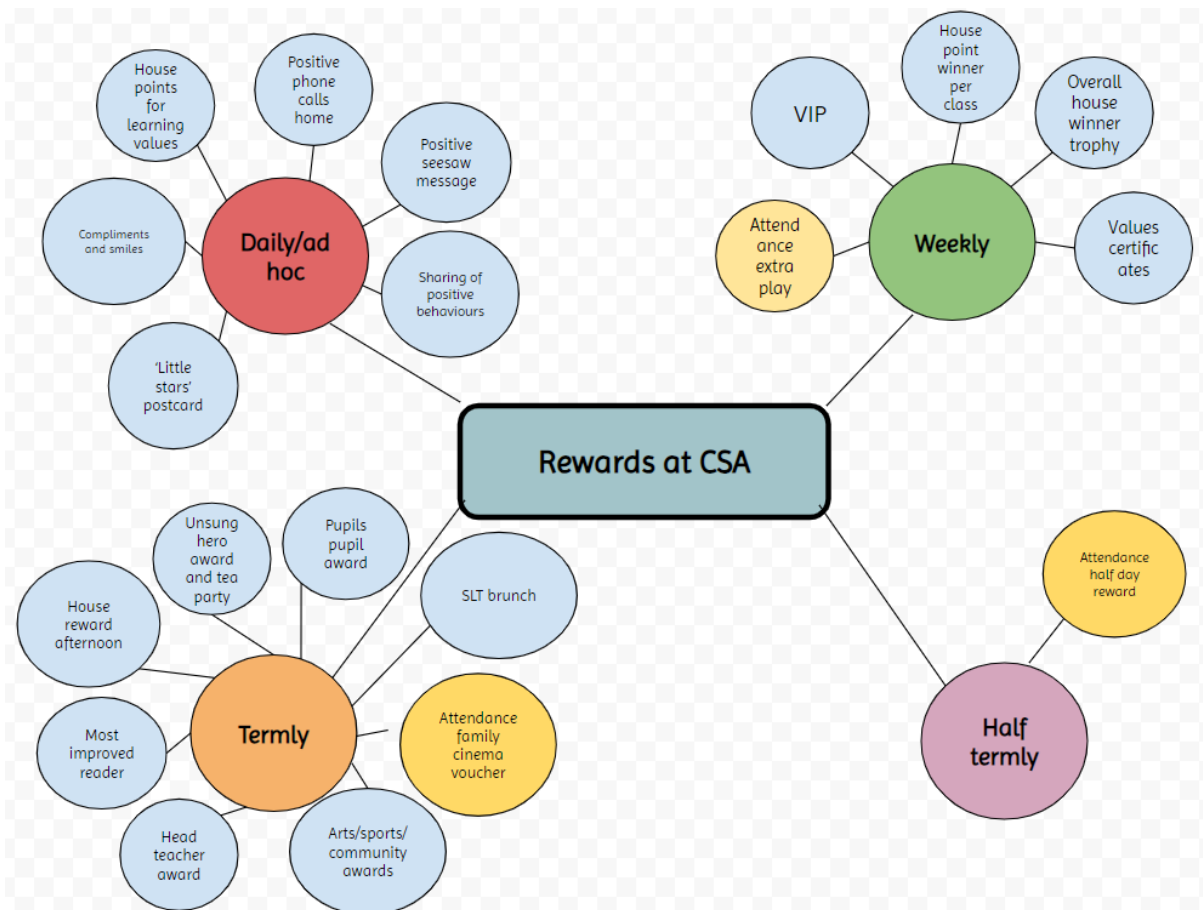 House
points
for
learning
values
Positive
phone
calls
home
Positive
seesaw
message
Compliments
and smiles
Daily/ad
hoc
Sharing of
positive
behaviours
'Little
stars'
postcard
VIP
House
point
winner
per
class
Overall
house
winner
trophy
Attend
ance
extra
play
Weekly
Values
certific
ates
Rewards at CSA
Unsung
hero
award
and tea
party
Pupils
pupil
award
SLT brunch
House
reward
afternoon
Termly
Most
improved
reader
Attendance
family
cinema
voucher
Head
teacher
award
Arts/sports/
community
awards
Attendance
half day
reward
Half
termly